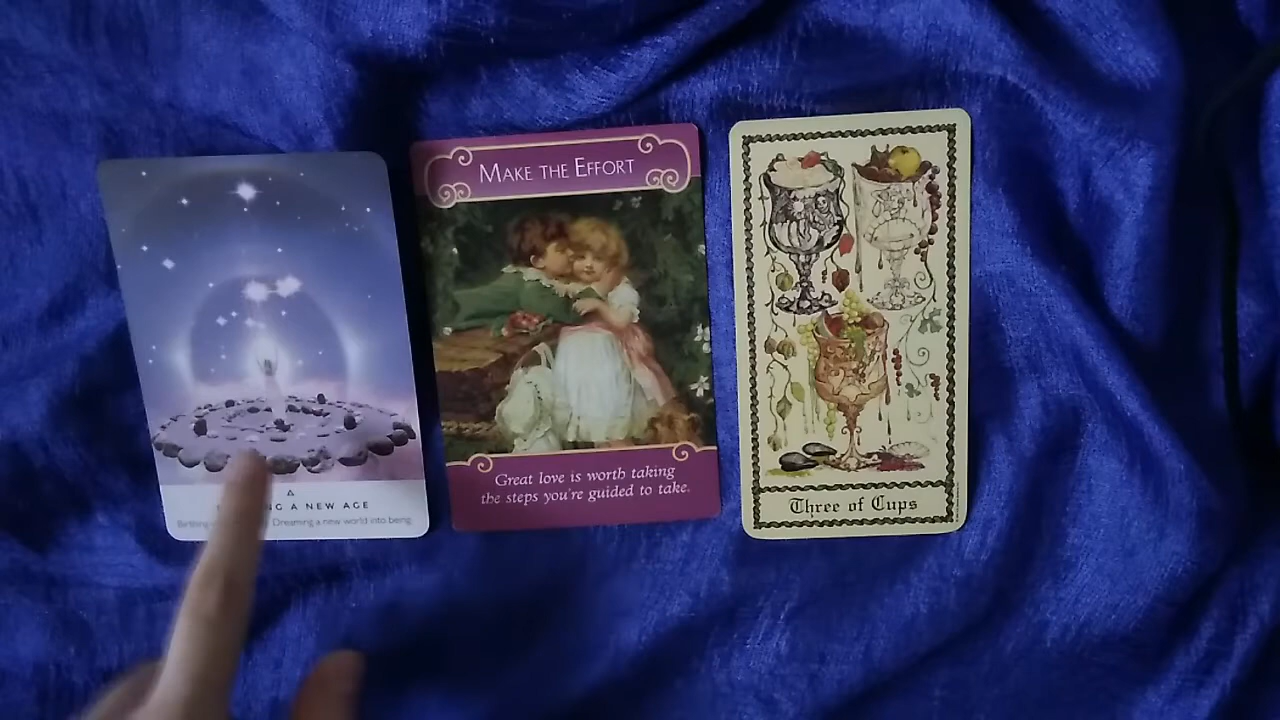 NG A NEW AGE
Birthing Dreaming a new world into being.
MAKE THE EFFORT
Great love is worth taking
the steps you're guided to take.
Three of Cups